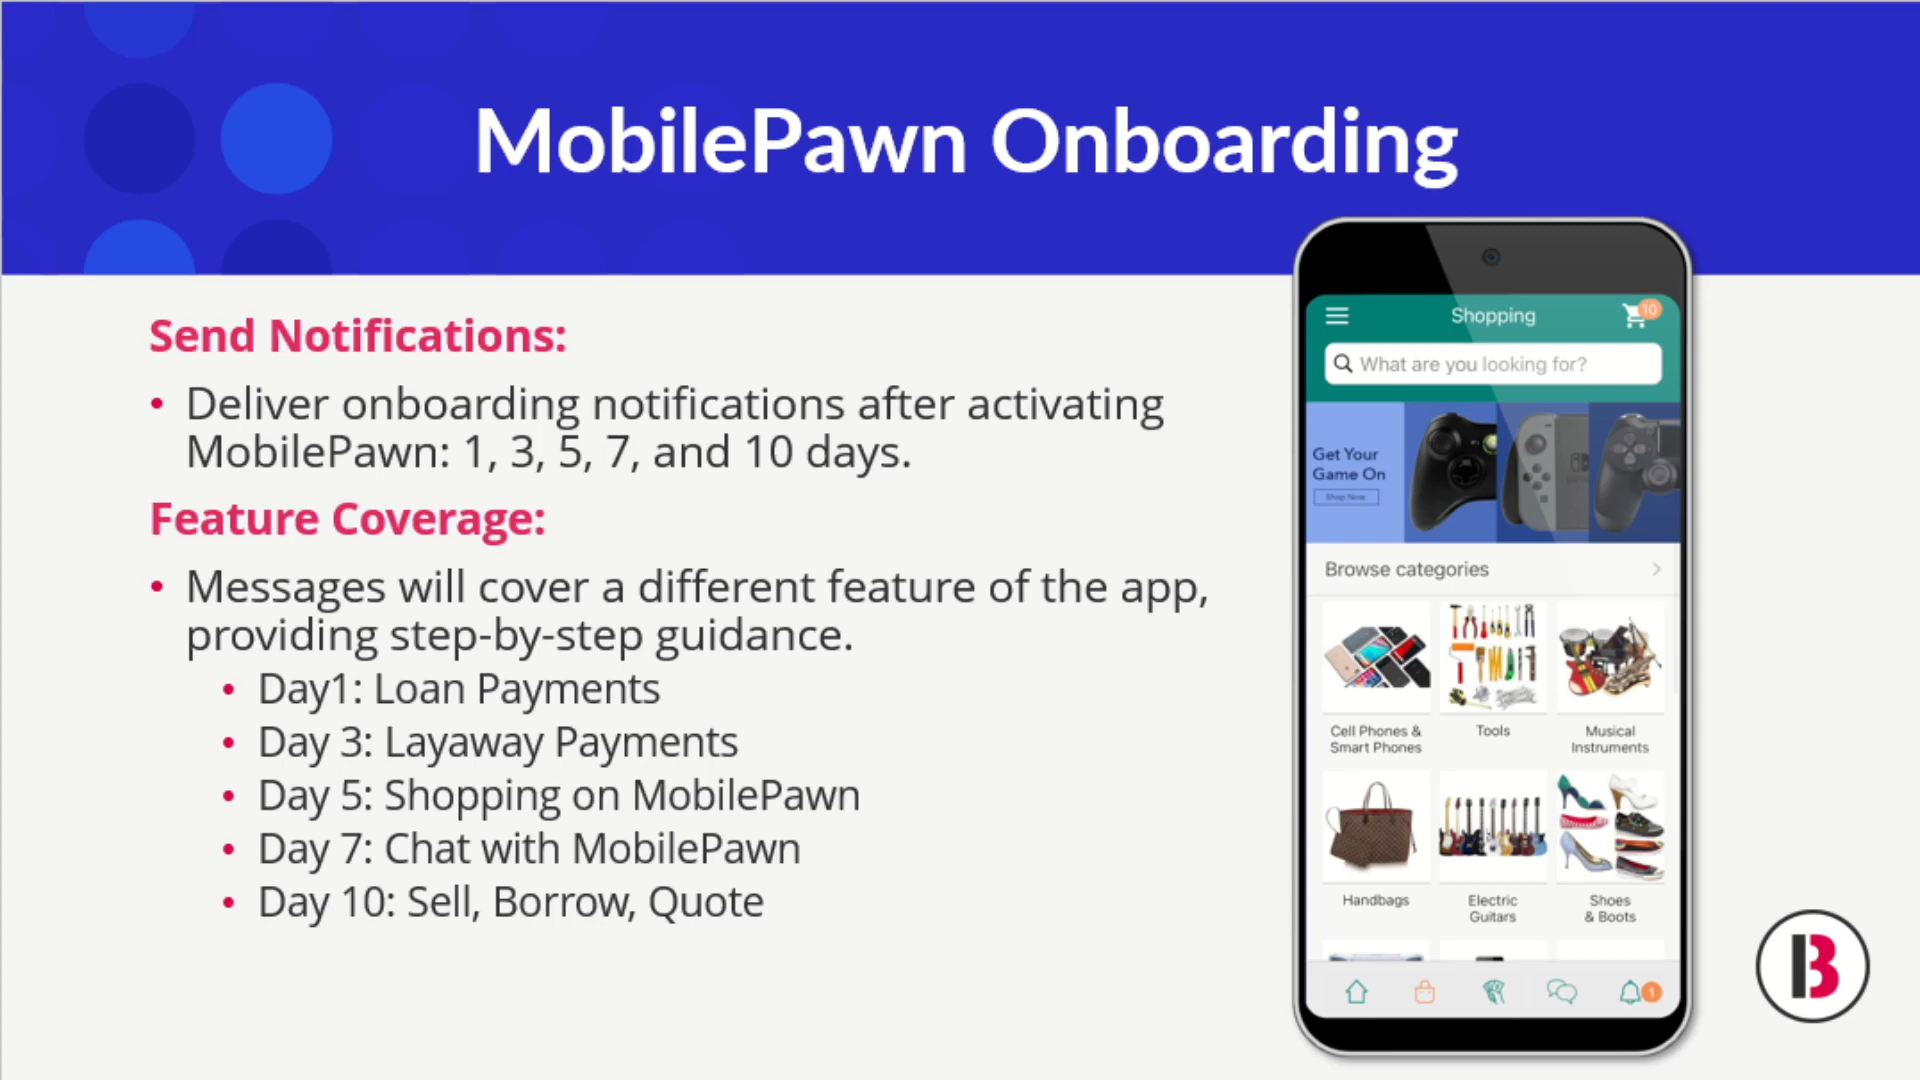 MobilePawn Onboarding
Send Notifications:
• Deliver onboarding notifications after activating
MobilePawn: 1, 3, 5, 7, and 10 days.
Feature Coverage:
• Messages will cover a different feature of the app,
providing step-by-step guidance.
• Day1: Loan Payments
• Day 3: Layaway Payments
• Day 5: Shopping on MobilePawn
• Day 7: Chat with MobilePawn
• Day 10: Sell, Borrow, Quote
Shopping
10
What are you looking for?
Get Your
Game On
Shop Now
Browse categories
Cell Phones &
Smart Phones
Tools
Musical
Instruments
Handbags
Electric
Guitars
Shoes
& Boots
1
B